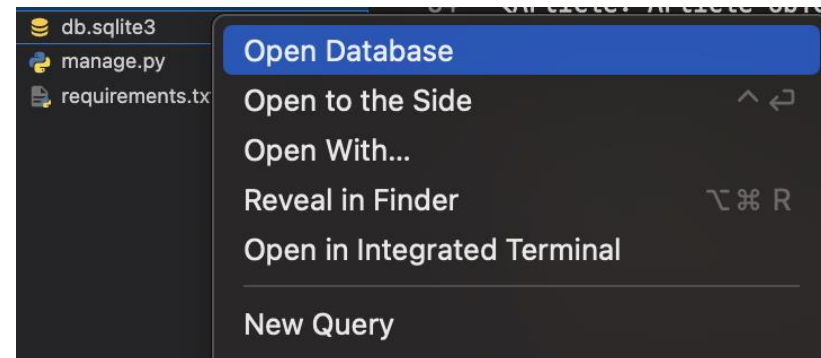 db.sqlite3
manage.py
requirements.tx
Open Database
Open to the Side ^ ↩
Open With...
Reveal in Finder ⌥⌘ R
Open in Integrated Terminal
New Query